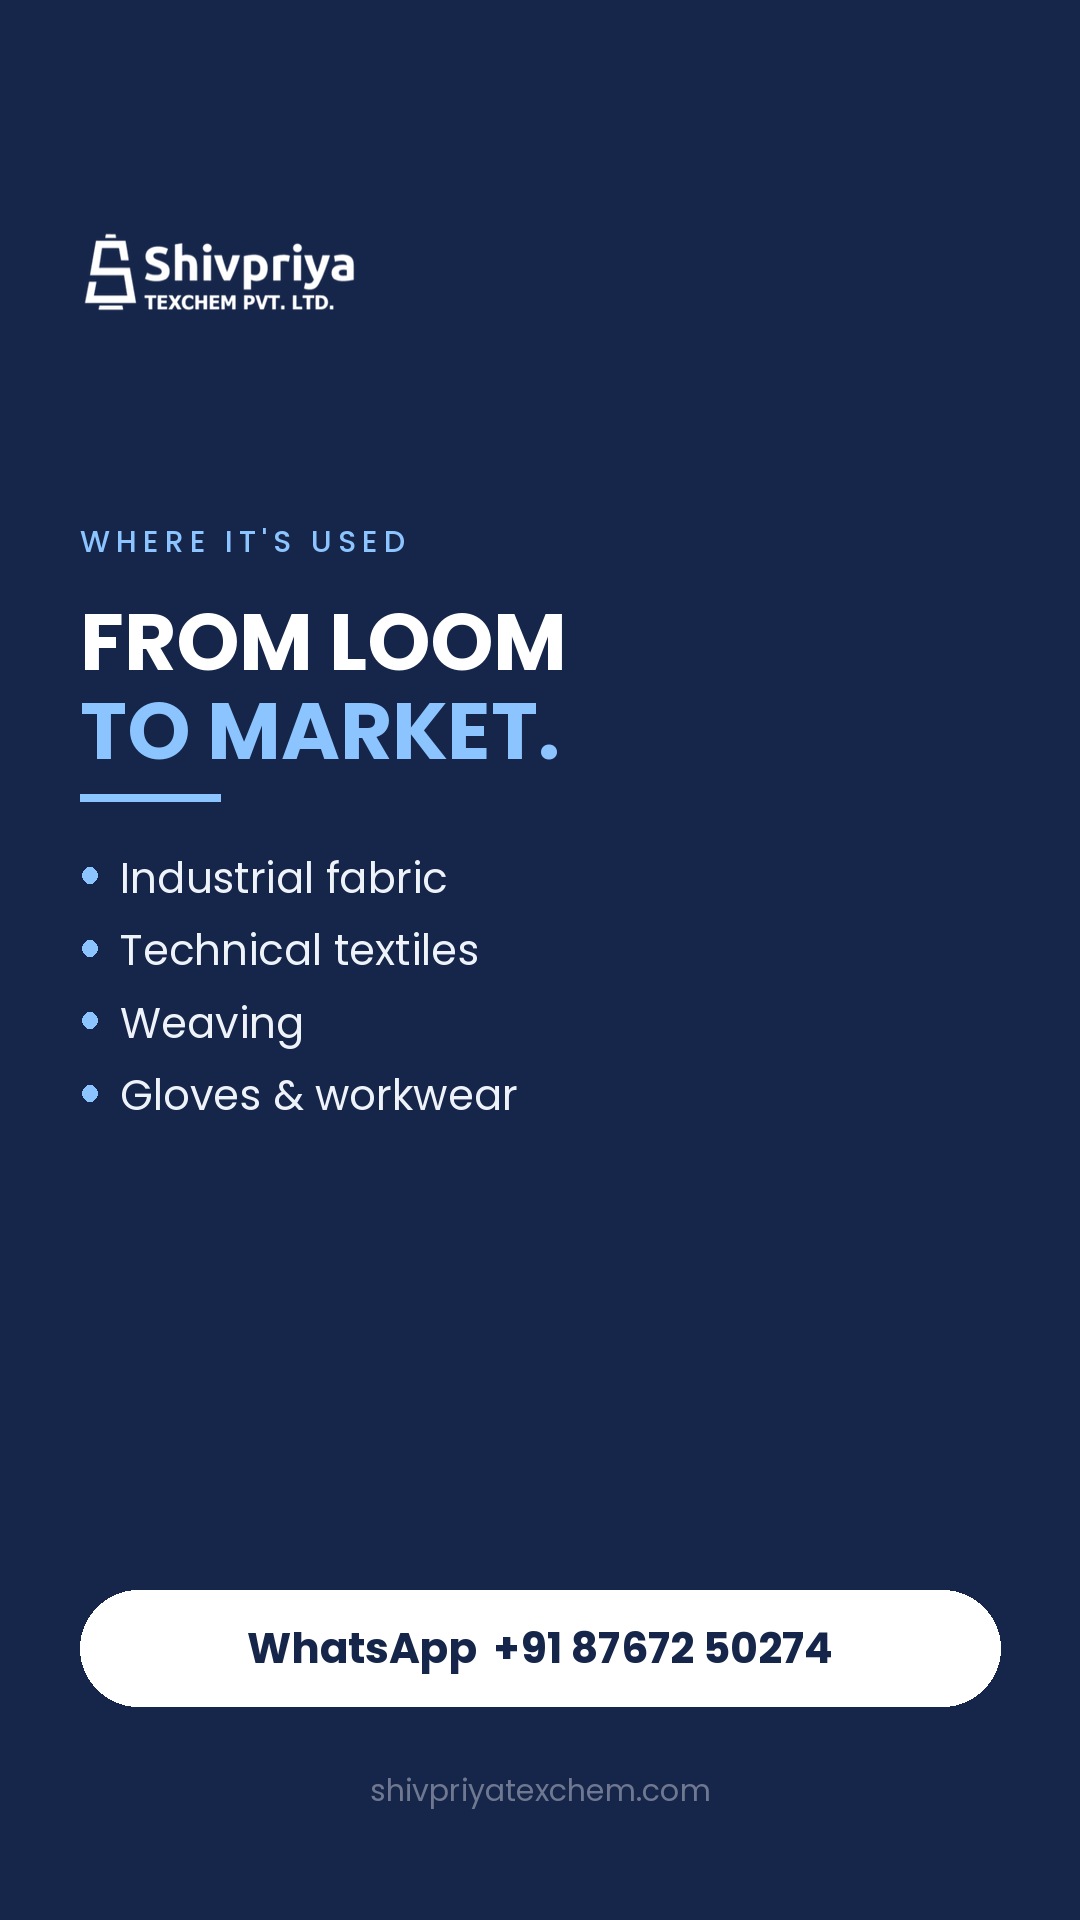 Shivpriya
TEXCHEM PVT. LTD.
WHERE IT'S USED
FROM LOOM
TO MARKET.
Industrial fabric
Technical textiles
Weaving
Gloves & workwear
WhatsApp +91 87672 50274
shivpriyatexchem.com